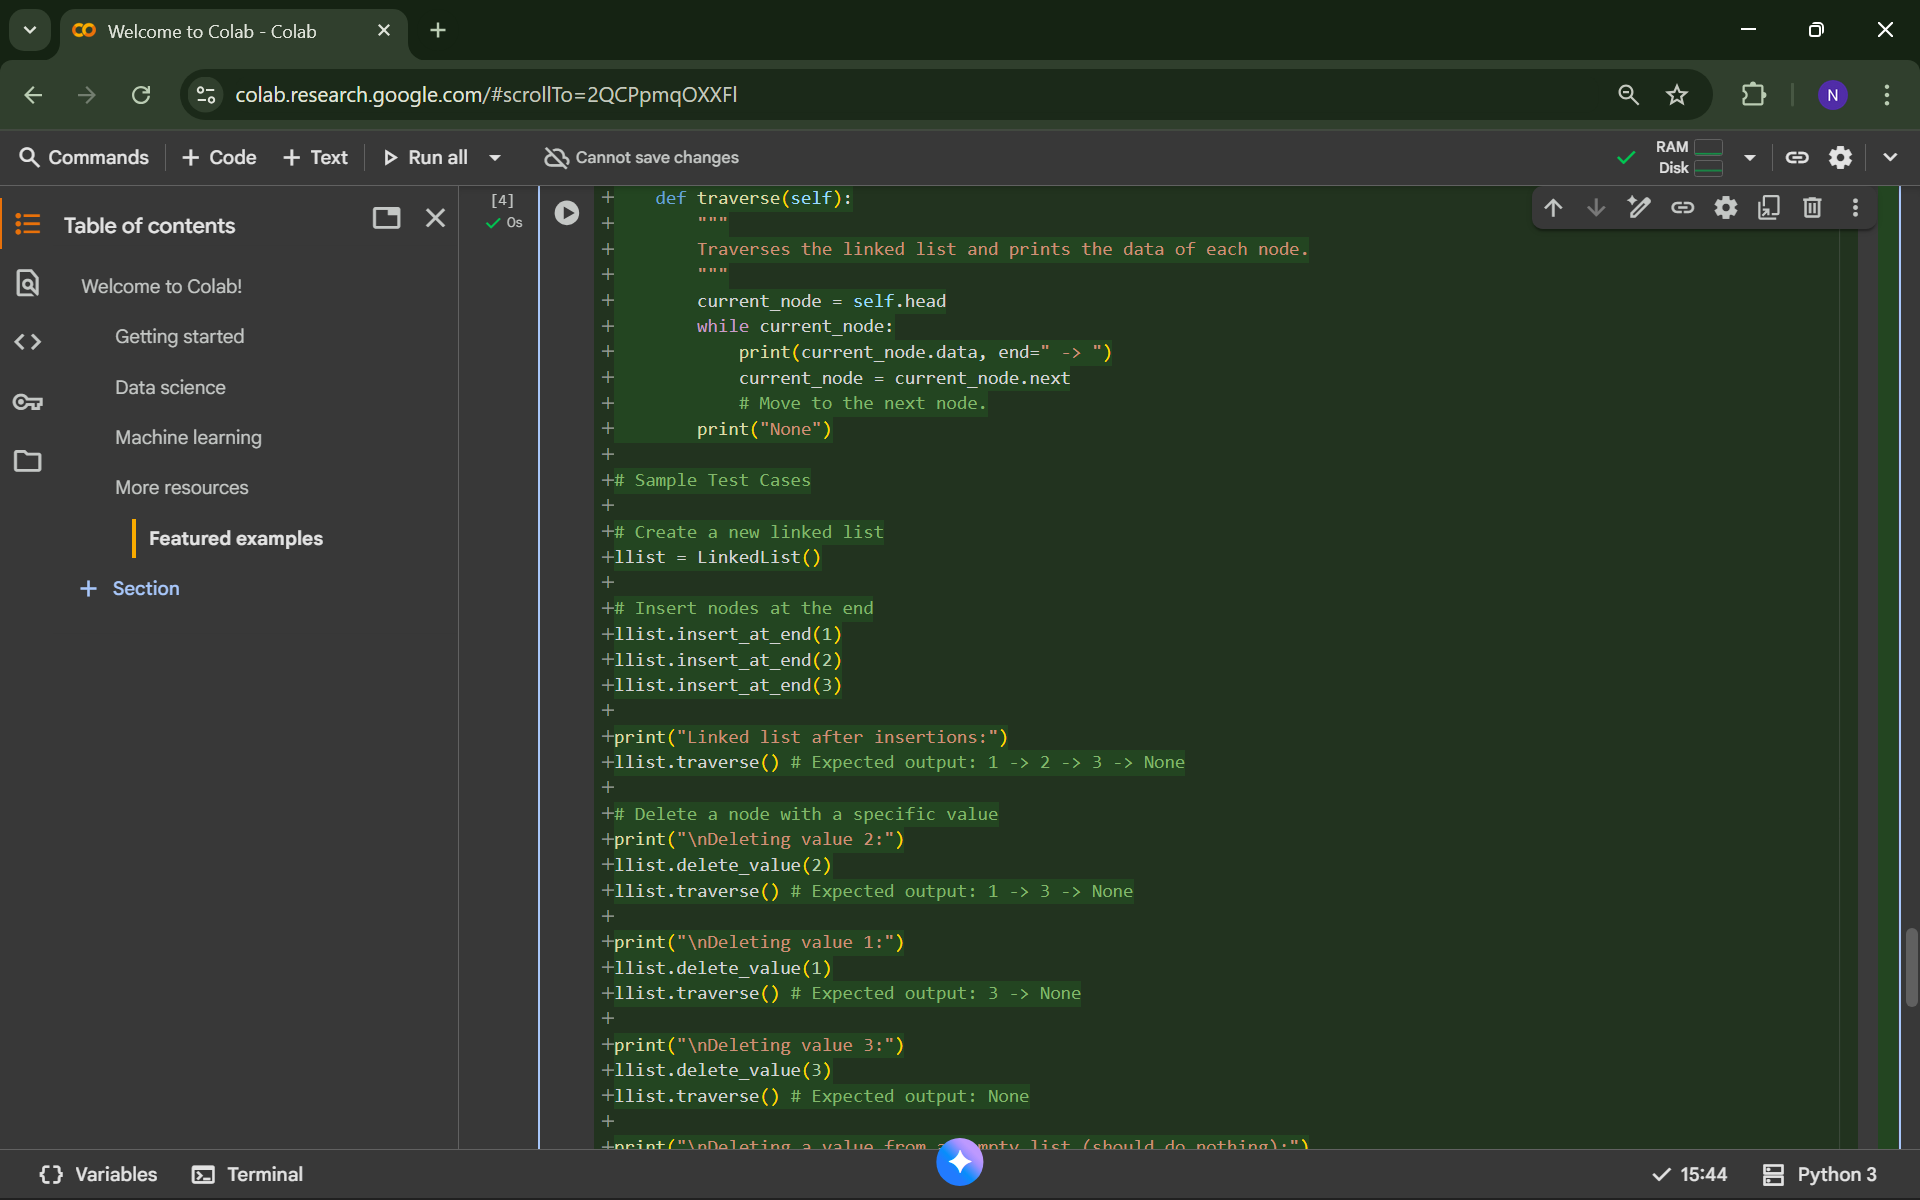 Welcome to Colab - Colab
colab.research.google.com/#scrollTo=2QCPpmqOXXFl
N
Commands
+ Code
+ Text
Run all
Cannot save changes
RAM
Disk
Table of contents
Welcome to Colab!
Getting started
Data science
Machine learning
More resources
Featured examples
+ Section
[4]
0s
+    def traverse(self):
+        """
+        Traverses the linked list and prints the data of each node.
+        """
+        current_node = self.head
+        while current_node:
+            print(current_node.data, end=" -> ")
+            current_node = current_node.next
+            # Move to the next node.
+        print("None")
+
+# Sample Test Cases
+
+# Create a new linked list
+llist = LinkedList()
+
+# Insert nodes at the end
+llist.insert_at_end(1)
+llist.insert_at_end(2)
+llist.insert_at_end(3)
+
+print("Linked list after insertions:")
+llist.traverse() # Expected output: 1 -> 2 -> 3 -> None
+
+# Delete a node with a specific value
+print("\nDeleting value 2:")
+llist.delete_value(2)
+llist.traverse() # Expected output: 1 -> 3 -> None
+
+print("\nDeleting value 1:")
+llist.delete_value(1)
+llist.traverse() # Expected output: 3 -> None
+
+print("\nDeleting value 3:")
+llist.delete_value(3)
+llist.traverse() # Expected output: None
+
+print("\nDeleting a value from list (should do nothing):")
{} Variables
Terminal
15:44
Python 3